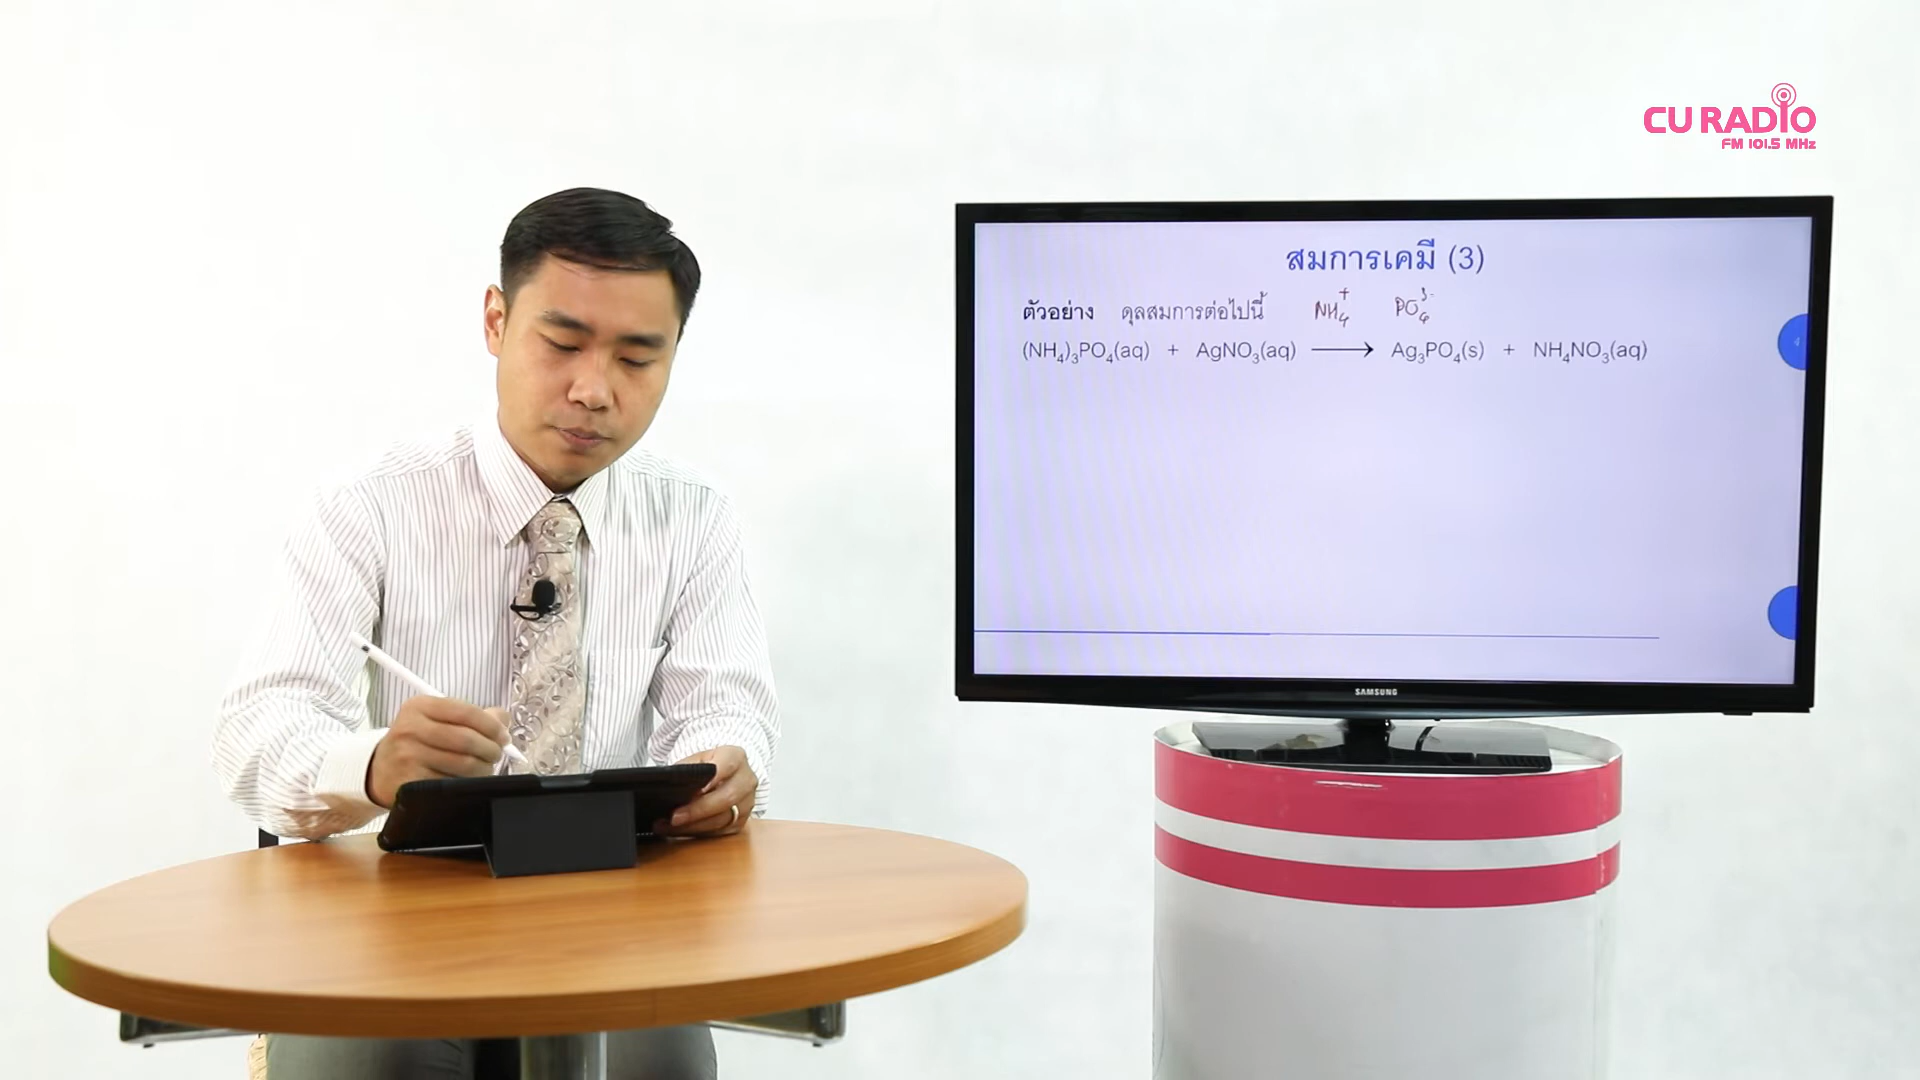 CU RADIO
FM 101.5 MHz
สมการเคมี (3)
ตัวอย่าง ดุลสมการต่อไปนี้ NH₄⁺ PO₄³⁻
(NH₄)₃PO₄(aq) + AgNO₃(aq) ⟶ Ag₃PO₄(s) + NH₄NO₃(aq)
4
SAMSUNG